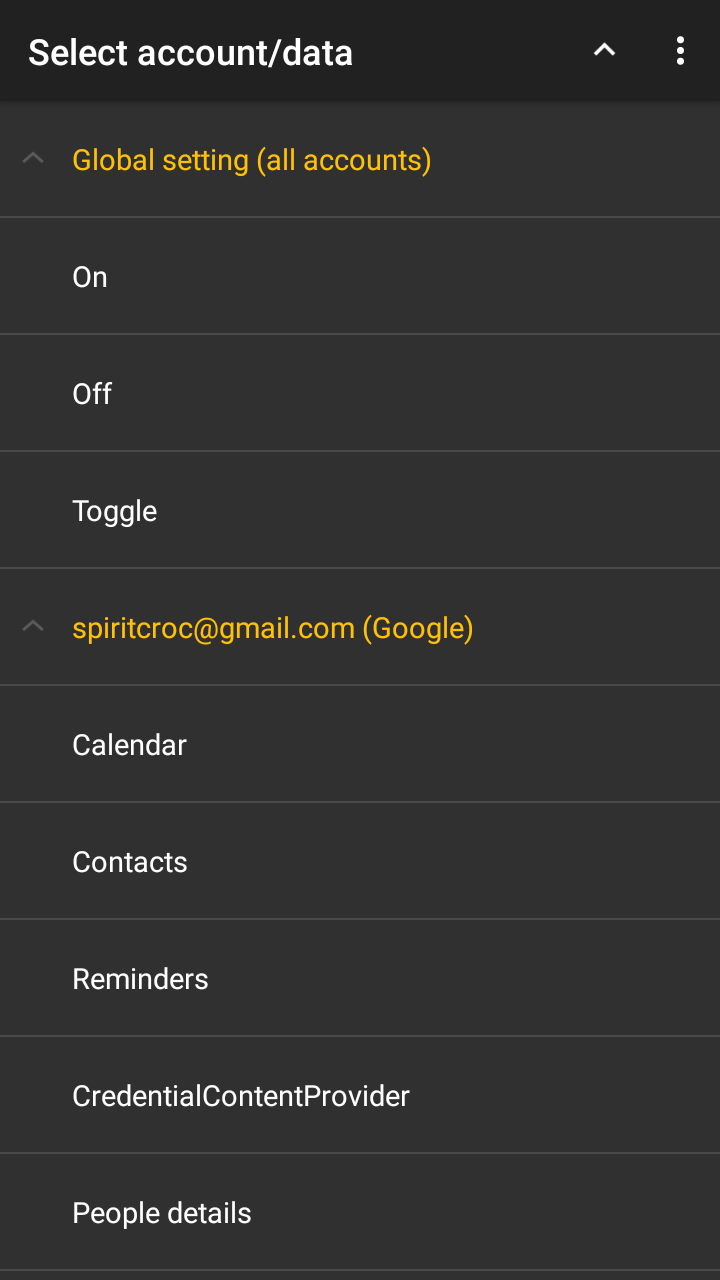 Select account/data
Global setting (all accounts)
On
Off
Toggle
spiritcroc@gmail.com (Google)
Calendar
Contacts
Reminders
CredentialContentProvider
People details